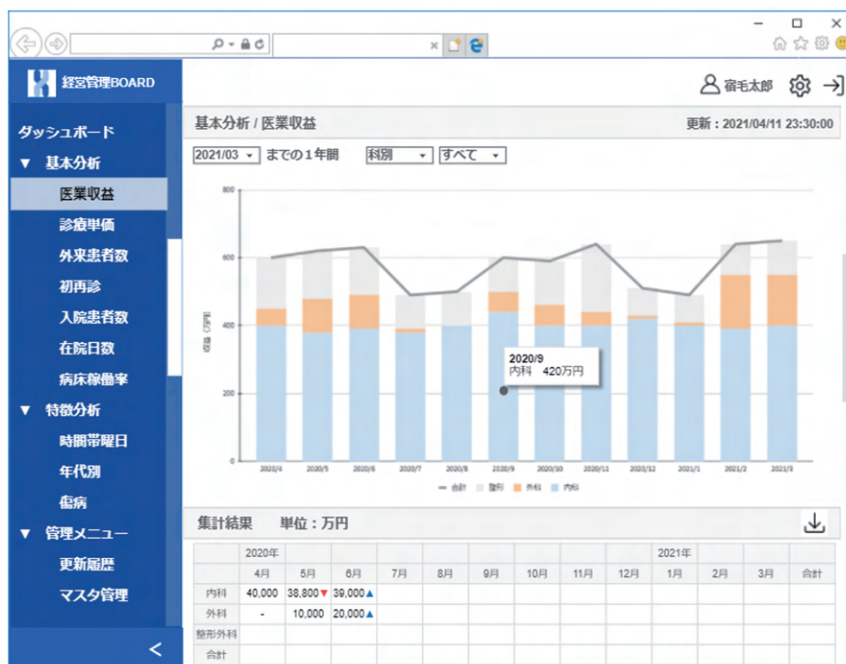 経営管理BOARD
宿毛太郎
ダッシュボード
▼ 基本分析
医業収益
診療単価
外来患者数
初再診
入院患者数
在院日数
病床稼働率
▼ 特徴分析
時間帯曜日
年代別
傷病
▼ 管理メニュー
更新履歴
マスタ管理
<
基本分析 / 医業収益
更新：2021/04/11 23:30:00
2021/03 までの1年間 科別 すべて
800
600
400
200
0
収益（万円）
2020/9
内科 420万円
2020/4 2020/5 2020/6 2020/7 2020/8 2020/9 2020/10 2020/11 2020/12 2021/1 2021/2 2021/3
合計 整形 外科 内科
集計結果 単位：万円
2020年 2021年
4月 5月 6月 7月 8月 9月 10月 11月 12月 1月 2月 3月 合計
内科 40,000 38,800▼ 39,000▲
外科 - 10,000 20,000▲
整形外科
合計